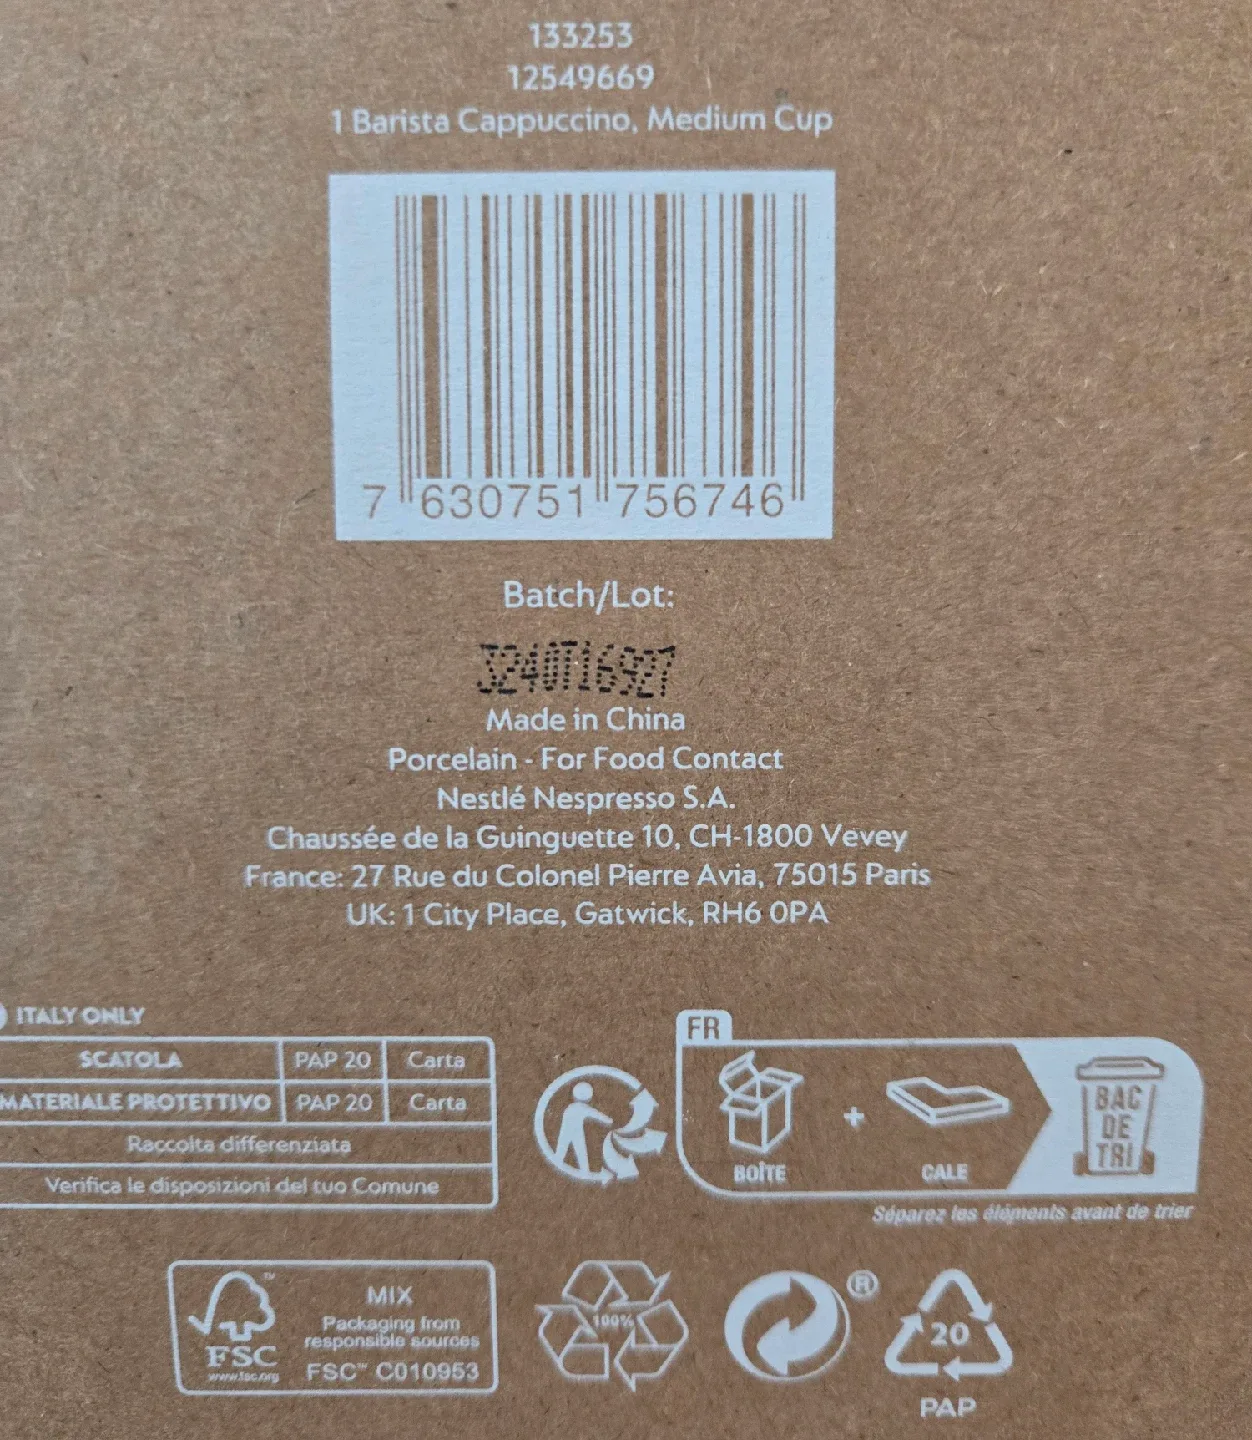 133253
12549669
1 Barista Cappuccino, Medium Cup
7 630751 756746
Batch/Lot:
3240T16927
Made in China
Porcelain - For Food Contact
Nestlé Nespresso S.A.
Chaussée de la Guinguette 10, CH-1800 Vevey
France: 27 Rue du Colonel Pierre Avia, 75015 Paris
UK: 1 City Place, Gatwick, RH6 0PA
ITALY ONLY
SCATOLA PAP 20 Carta
MATERIALE PROTETTIVO PAP 20 Carta
Raccolta differenziata
Verifica le disposizioni del tuo Comune
FR
BOÎTE + CALE
BAC
DE
TRI
Séparez les éléments avant de trier
FSC™
www.fsc.org
MIX
Packaging from
responsible sources
FSC™ C010953
100%
®
20
PAP